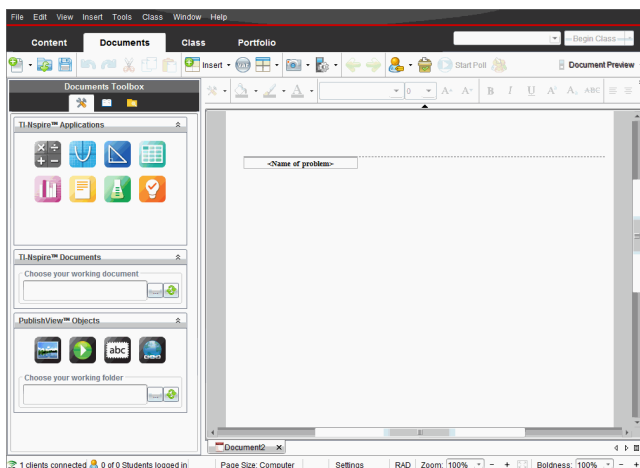 File Edit View Insert Tools Class Window Help
Content Documents Class Portfolio
-- Begin Class --
Insert
Start Poll
Document Preview
Documents Toolbox
0
B I U ABC
TI-Nspire™ Applications
TI-Nspire™ Documents
Choose your working document
PublishView™ Objects
abc
Choose your working folder
<Name of problem>
Document2
1 clients connected 0 of 0 Students logged in Page Size: Computer Settings RAD Zoom: 100% - + Boldness: 100% - +